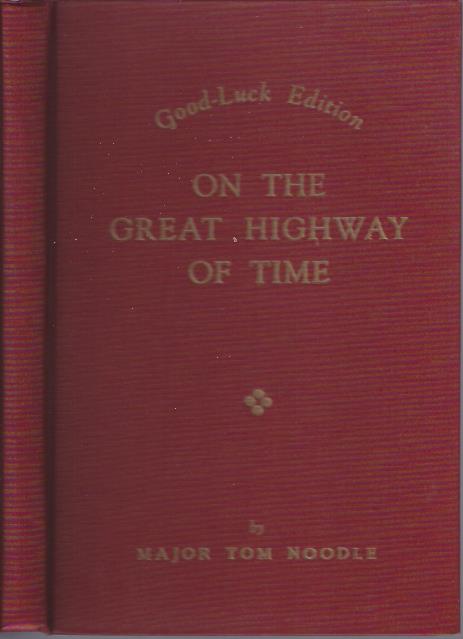 Good-Luck Edition
ON THE
GREAT HIGHWAY
OF TIME
by
MAJOR TOM NOODLE